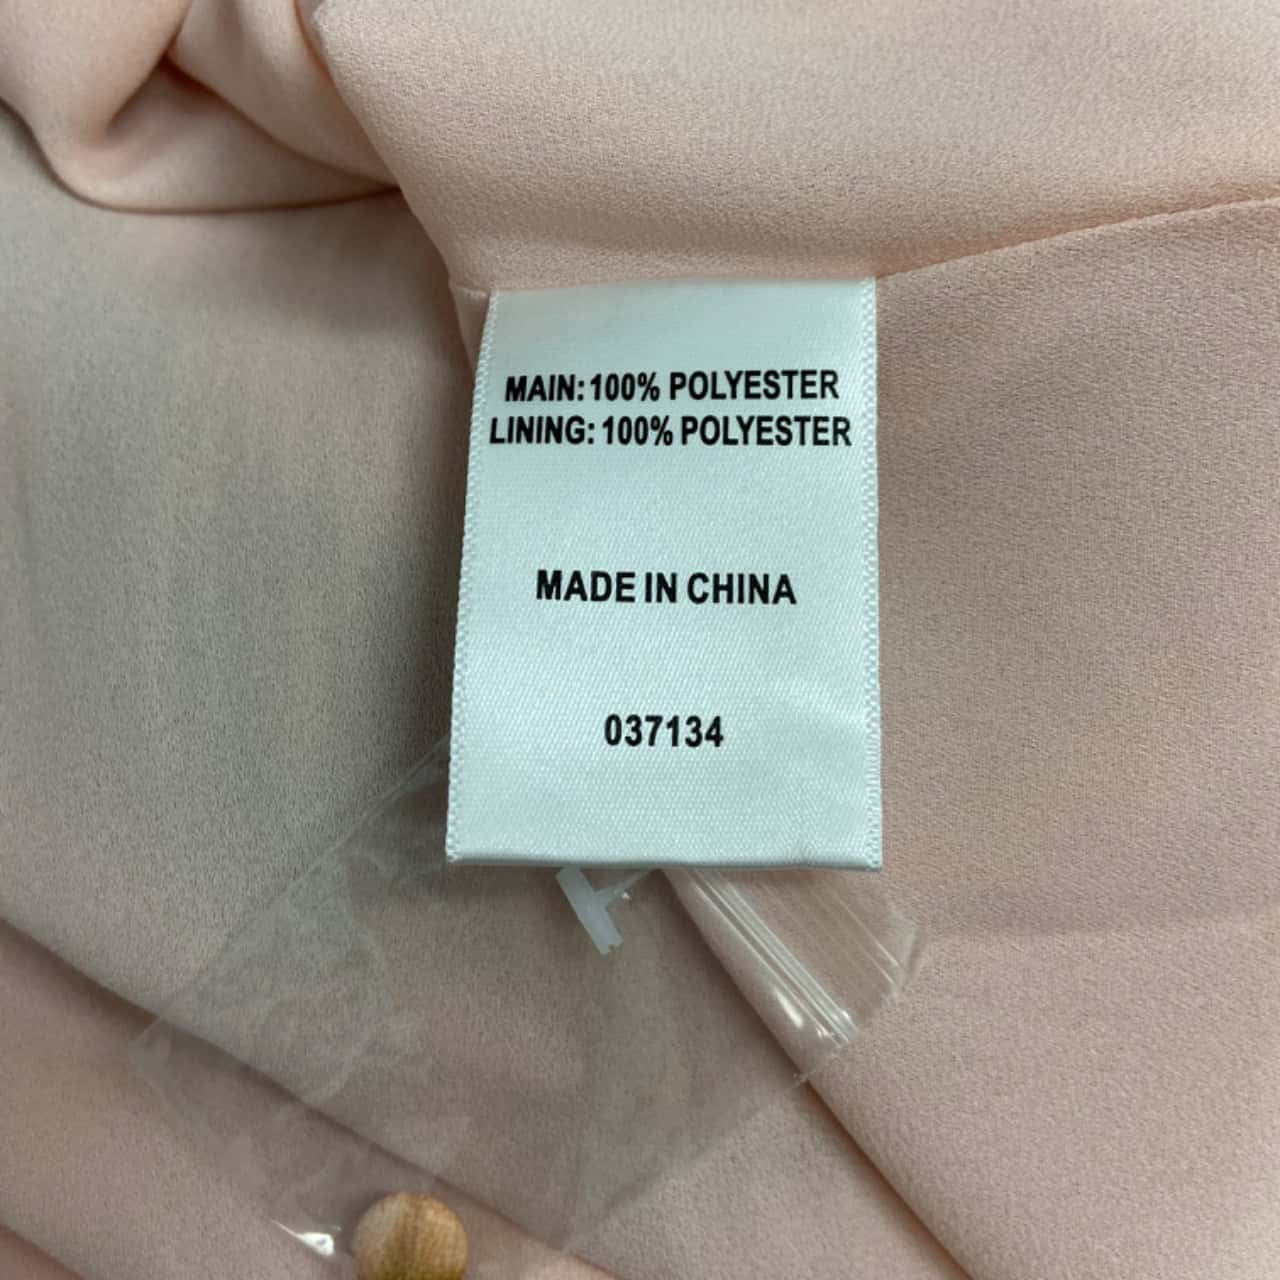 MAIN: 100% POLYESTER
LINING: 100% POLYESTER
MADE IN CHINA
037134